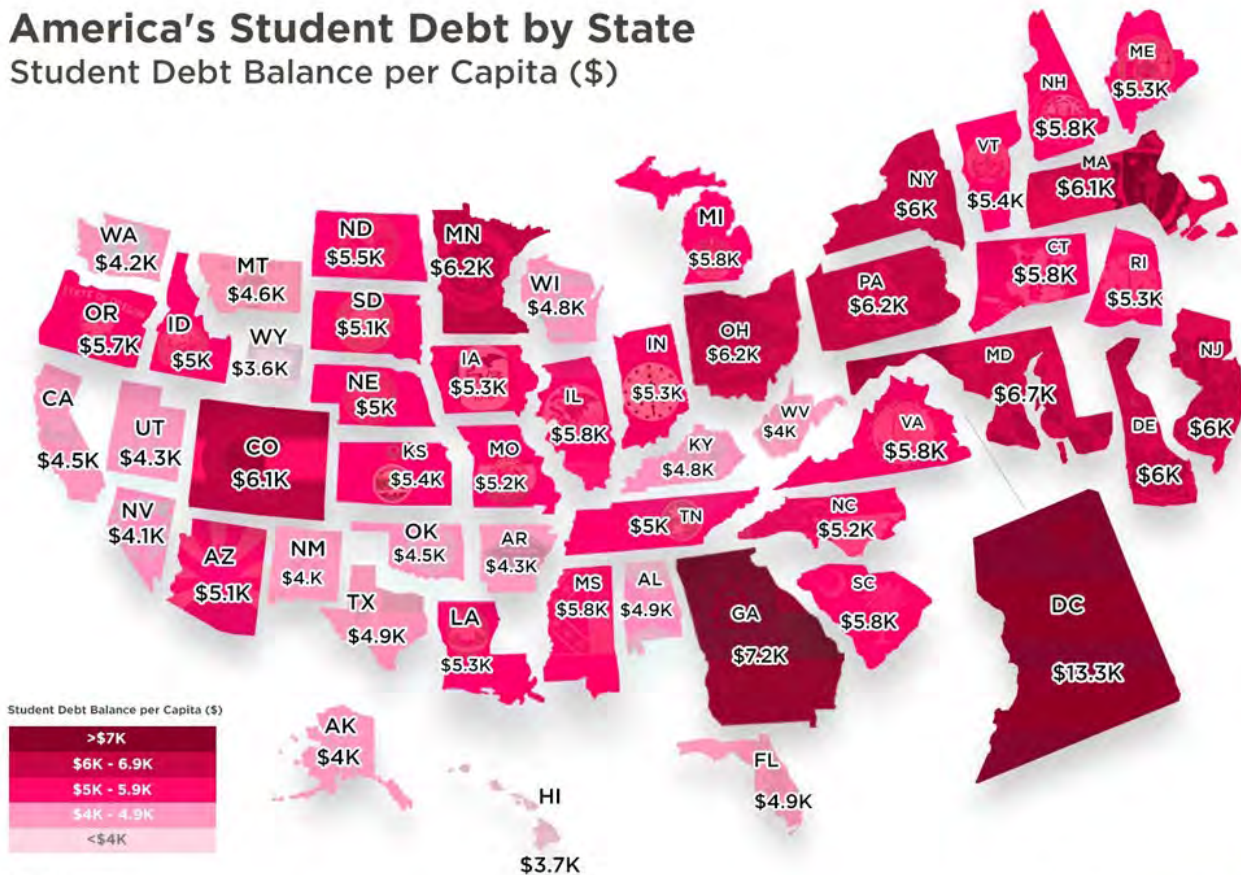 America's Student Debt by State
Student Debt Balance per Capita ($)
ME
$5.3K
NH
$5.8K
VT
$5.4K
MA
$6.1K
NY
$6K
MI
$5.8K
WA
$4.2K
MT
$4.6K
ND
$5.5K
MN
$6.2K
WI
$4.8K
CT
$5.8K
RI
$5.3K
PA
$6.2K
OR
$5.7K
ID
$5K
WY
$3.6K
SD
$5.1K
IA
$5.3K
IL
$5.8K
IN
$5.3K
OH
$6.2K
MD
$6.7K
NJ
$6K
DE
$6K
CA
$4.5K
UT
$4.3K
CO
$6.1K
NE
$5K
KS
$5.4K
MO
$5.2K
KY
$4.8K
WV
$4K
VA
$5.8K
NV
$4.1K
AZ
$5.1K
NM
$4.K
OK
$4.5K
AR
$4.3K
$5K TN
NC
$5.2K
TX
$4.9K
LA
$5.3K
MS
$5.8K
AL
$4.9K
GA
$7.2K
SC
$5.8K
DC
$13.3K
AK
$4K
HI
$3.7K
FL
$4.9K
Student Debt Balance per Capita ($)
>$7K
$6K - 6.9K
$5K - 5.9K
$4K - 4.9K
<$4K